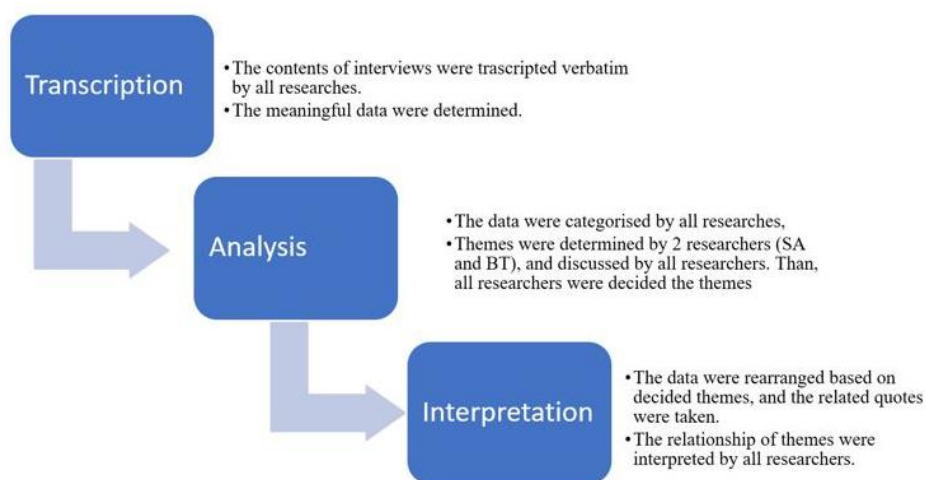 Transcription
•The contents of interviews were trascripted verbatim
by all researches.
•The meaningful data were determined.
Analysis
•The data were categorised by all researches,
•Themes were determined by 2 researchers (SA
and BT), and discussed by all researchers. Than,
all researchers were decided the themes
Interpretation
•The data were rearranged based on
decided themes, and the related quotes
were taken.
•The relationship of themes were
interpreted by all researchers.